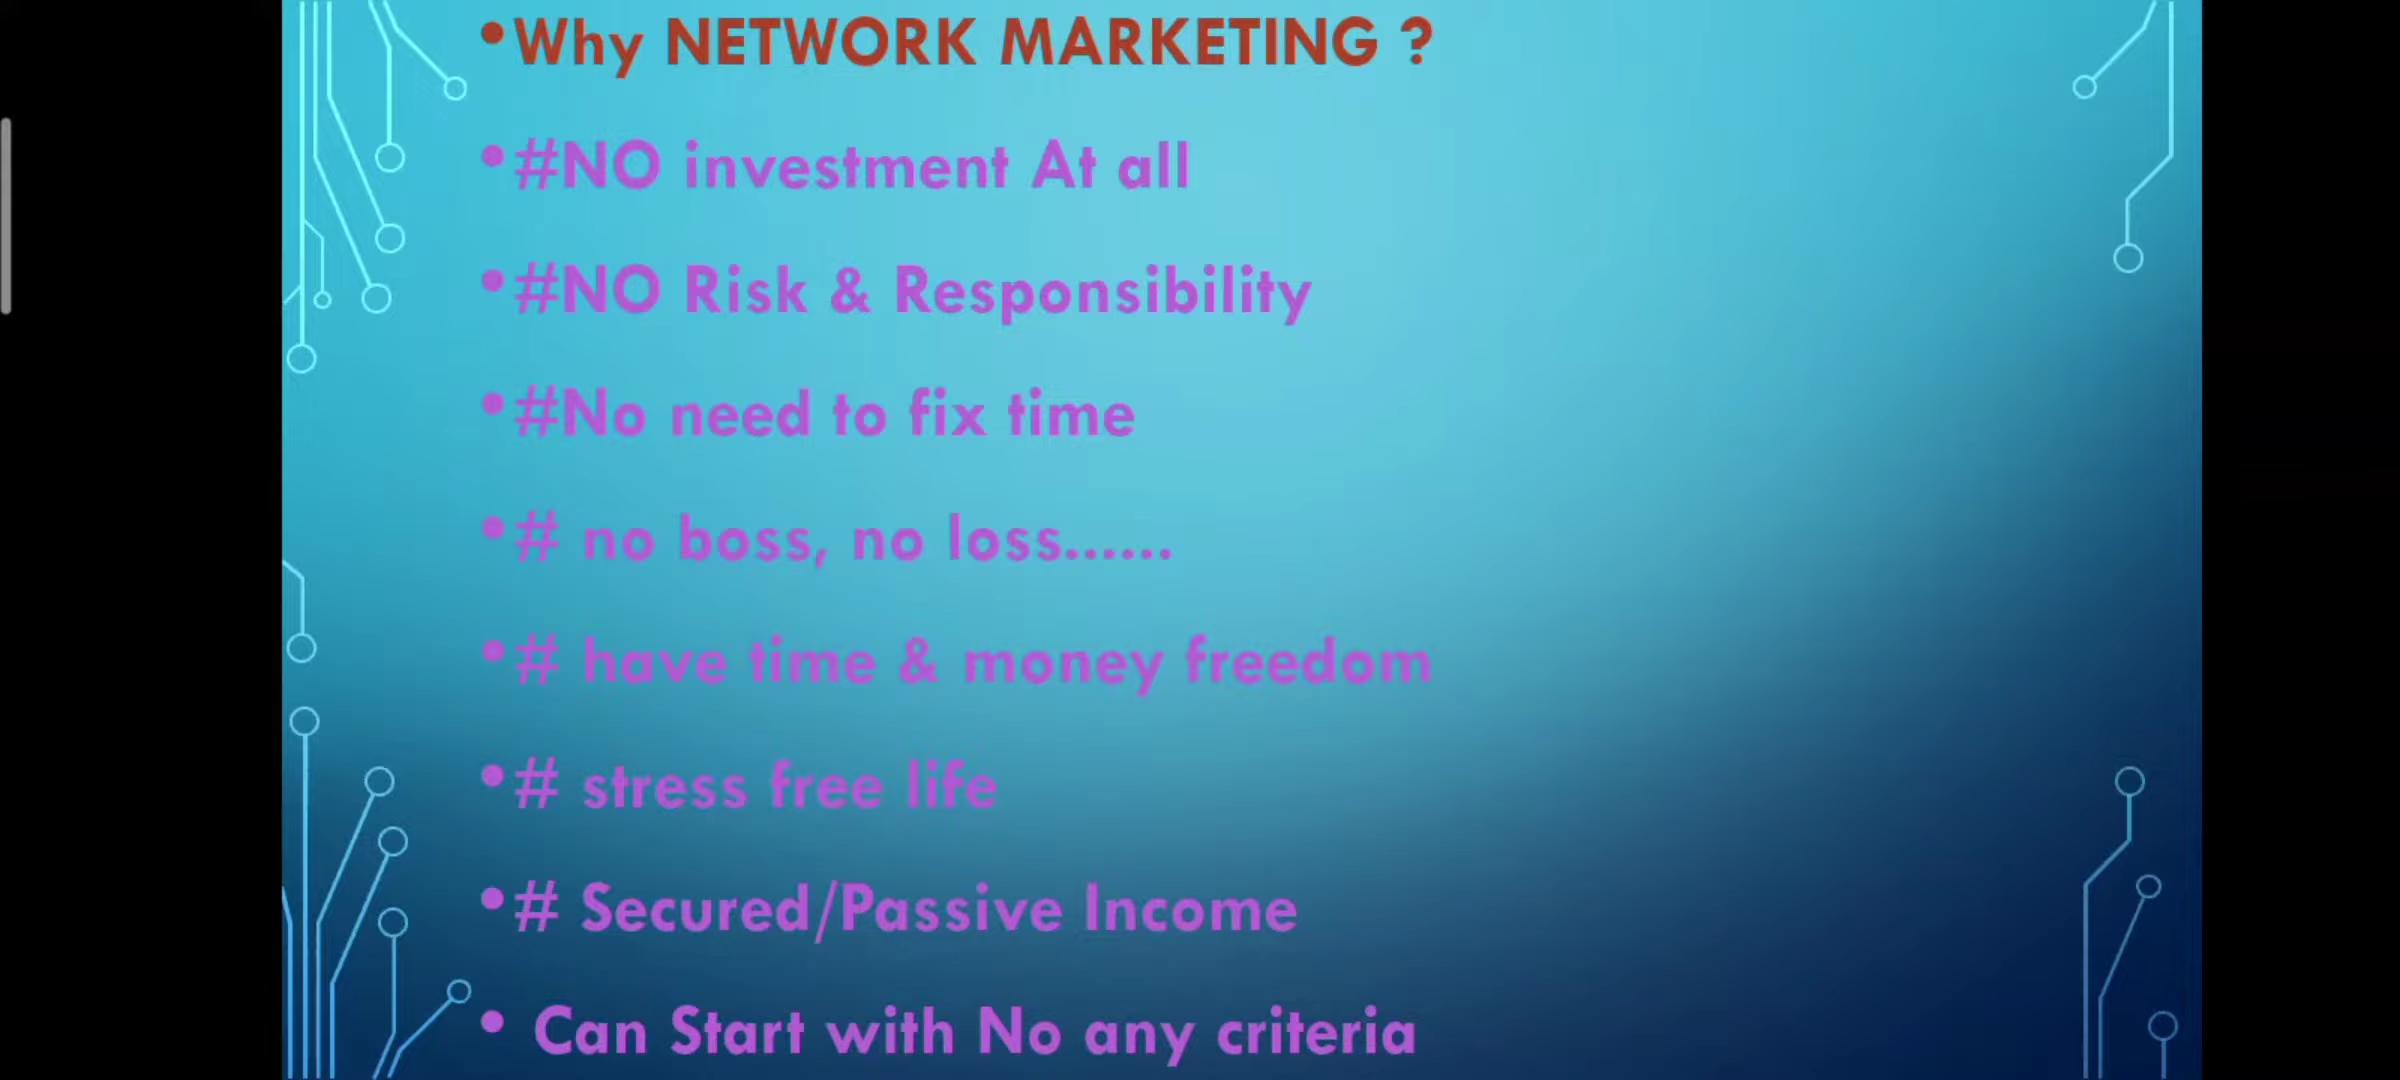 •Why NETWORK MARKETING ?
•#NO investment At all
•#NO Risk & Responsibility
•#No need to fix time
•# no boss, no loss......
•# have time & money freedom
•# stress free life
•# Secured/Passive Income
• Can Start with No any criteria